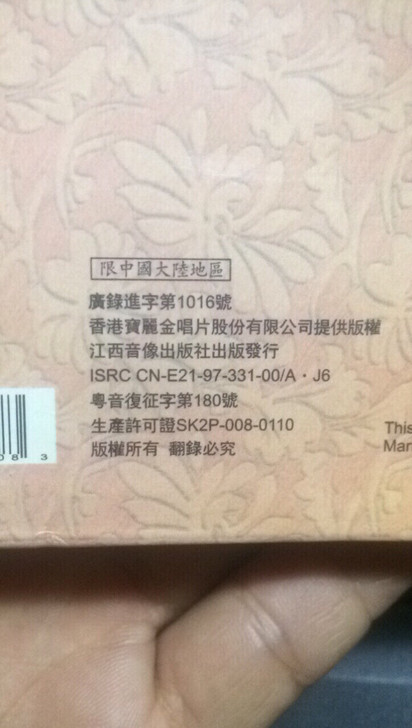 限中國大陸地區
廣錄進字第1016號
香港寶麗金唱片股份有限公司提供版權
江西音像出版社出版發行
ISRC CN-E21-97-331-00/A·J6
粵音復征字第180號
生產許可證SK2P-008-0110
版權所有 翻錄必究
This
Mar
08 3